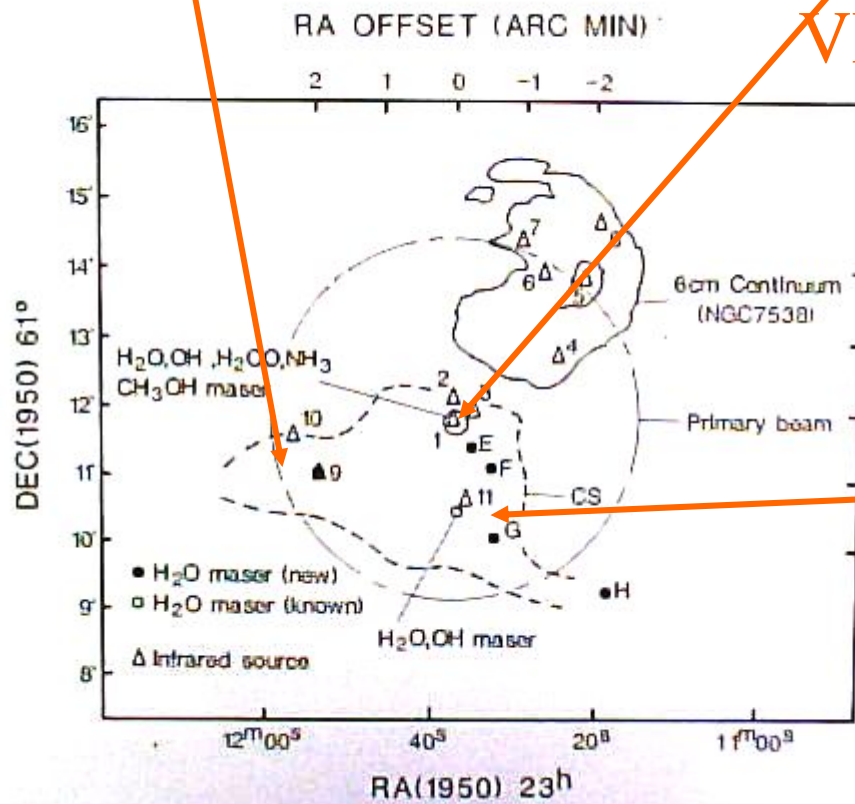 RA OFFSET (ARC MIN)
VI
2 1 0 -1 -2
16'
15'
14'
13'
12'
11'
10'
9'
8'
DEC(1950) 61°
7
6
5
4
6cm Continuum
(NGC7538)
H₂O,OH,H₂CO,NH₃
CH₃OH maser
2
3
1
Primary beam
10
9
E
F
11
CS
G
H
● H₂O maser (new)
□ H₂O maser (known)
△ Infrared source
H₂O,OH maser
12ᵐ00ˢ 40ˢ 20ˢ 11ᵐ00ˢ
RA(1950) 23ʰ